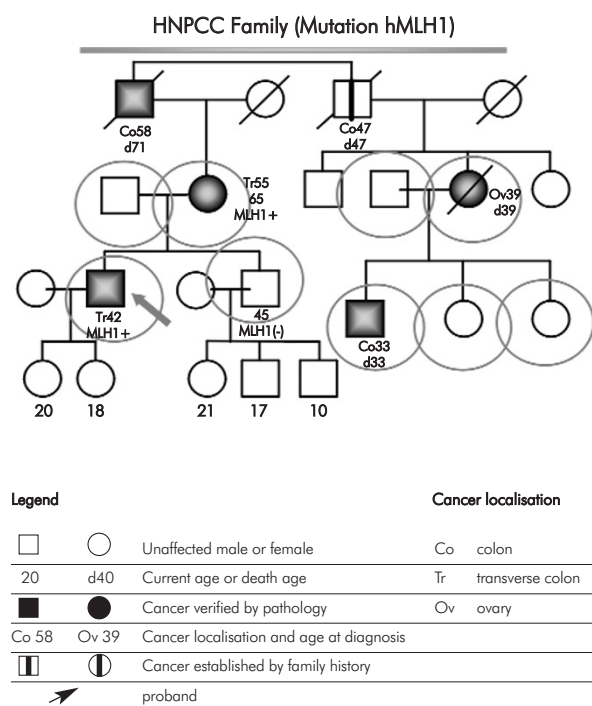 HNPCC Family (Mutation hMLH1)
Co58
d71
Co47
d47
Tr55
65
MLH1+
Ov39
d39
Tr42
MLH1+
45
MLH1(-)
Co33
d33
20 18 21 17 10
Legend Cancer localisation
Unaffected male or female Co colon
20 d40 Current age or death age Tr transverse colon
Cancer verified by pathology Ov ovary
Co 58 Ov 39 Cancer localisation and age at diagnosis
Cancer established by family history
proband